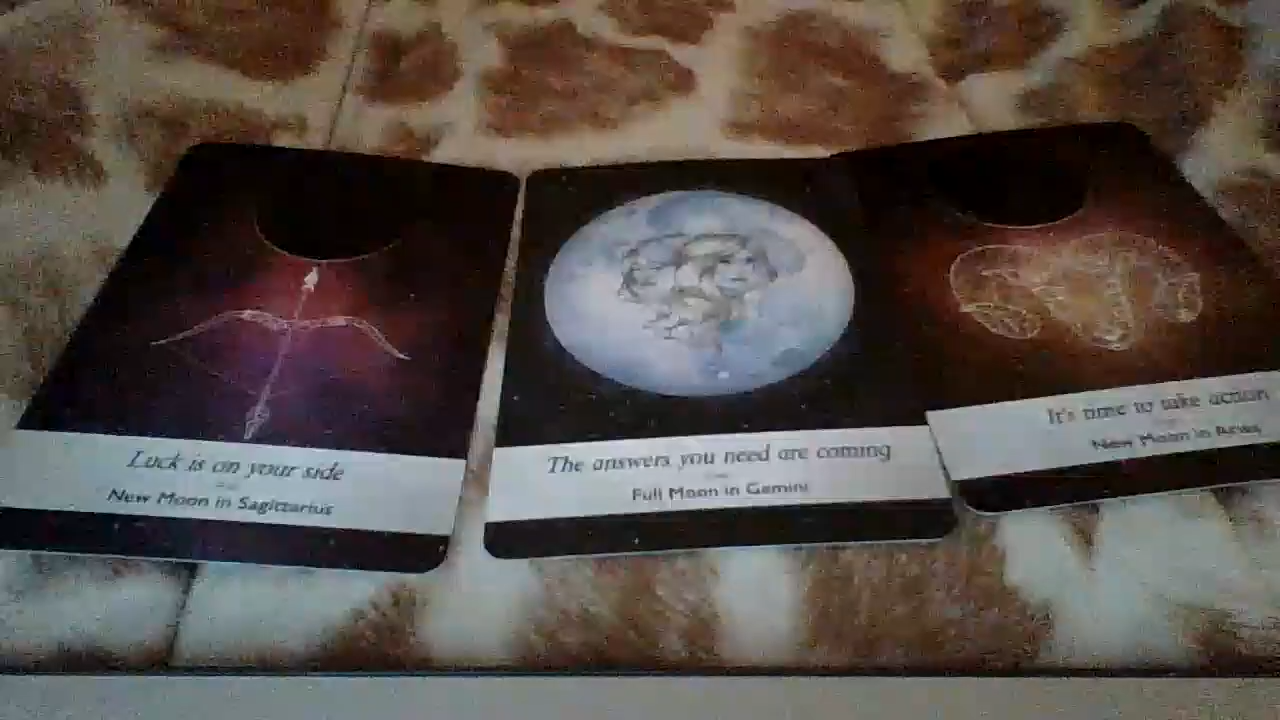 Luck is on your side
New Moon in Sagittarius
The answers you need are coming
Full Moon in Gemini
It's time to take action
New Moon in Aries